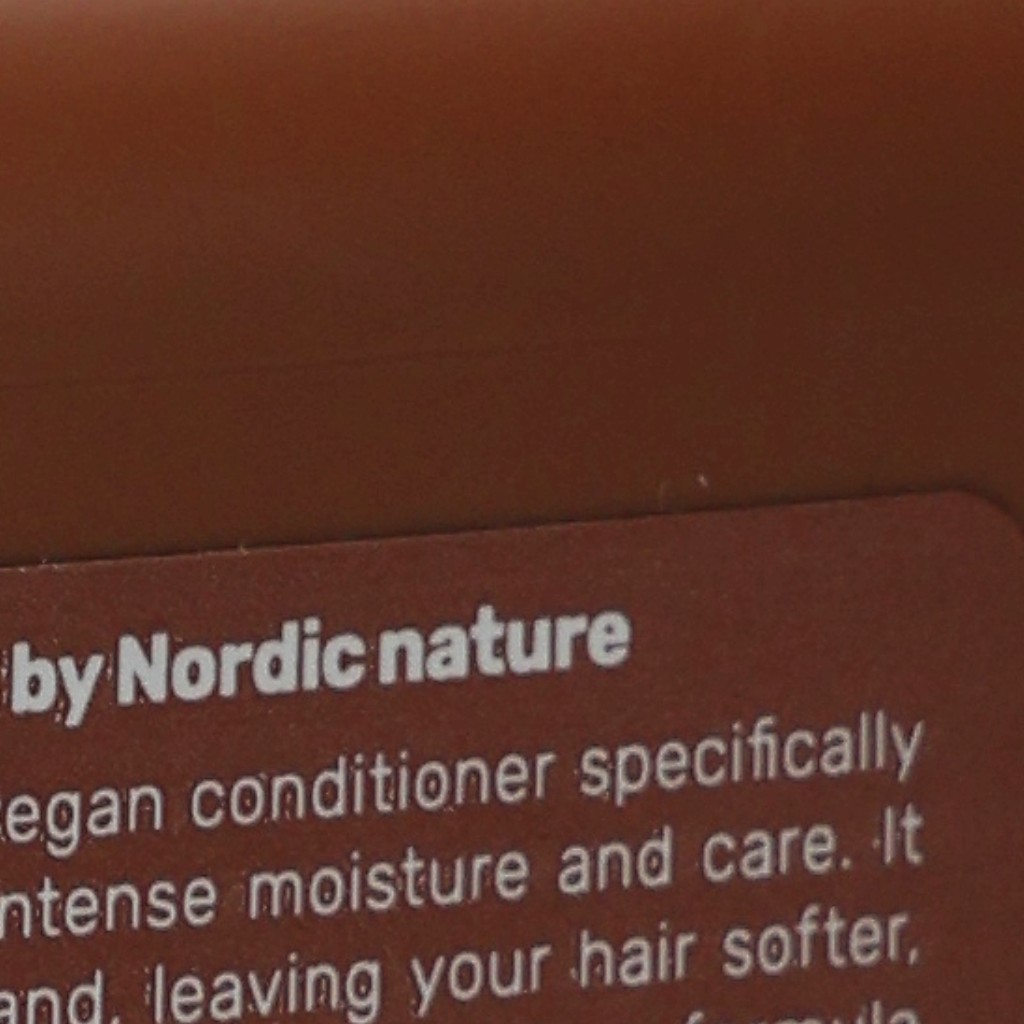 by Nordic nature
egan conditioner specifically
ntense moisture and care. It
and, leaving your hair softer,